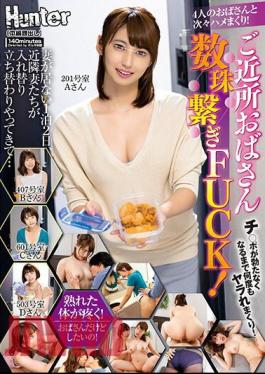 Hunter
140minutes
4人のおばさんと
次々ハメまくり!
ご近所おばさん
数珠繋ぎFUCK!
チ○ポが勃たなく
なるまで何度も
ヤラれまくり?
妻が居ない1泊2日、
近隣妻たちが、
入れ替り
立ち替わりやってきて…
201号室
Aさん
407号室
Bさん
601号室
Cさん
503号室
Dさん
熟れた
体が疼く!
おばさんだけど
したいの!